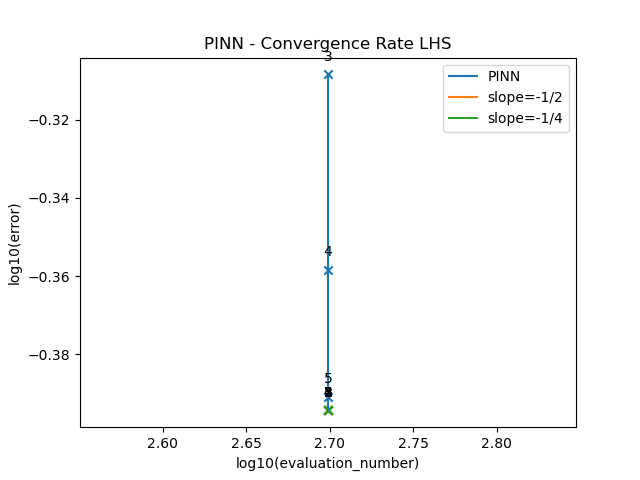 PINN - Convergence Rate LHS
3
PINN
slope=-1/2
slope=-1/4
−0.32
−0.34
4
−0.36
−0.38
5
log10(error)
2.60
2.65
2.70
2.75
2.80
log10(evaluation_number)